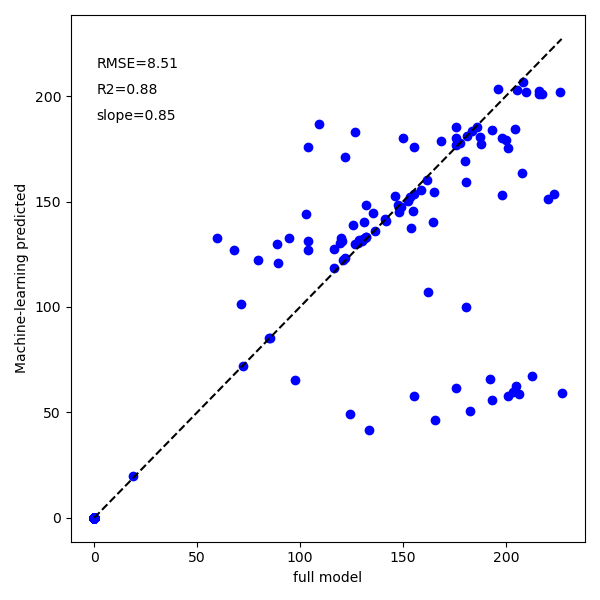 RMSE=8.51
R2=0.88
slope=0.85
Machine-learning predicted
200
150
100
50
0
0 50 100 150 200
full model